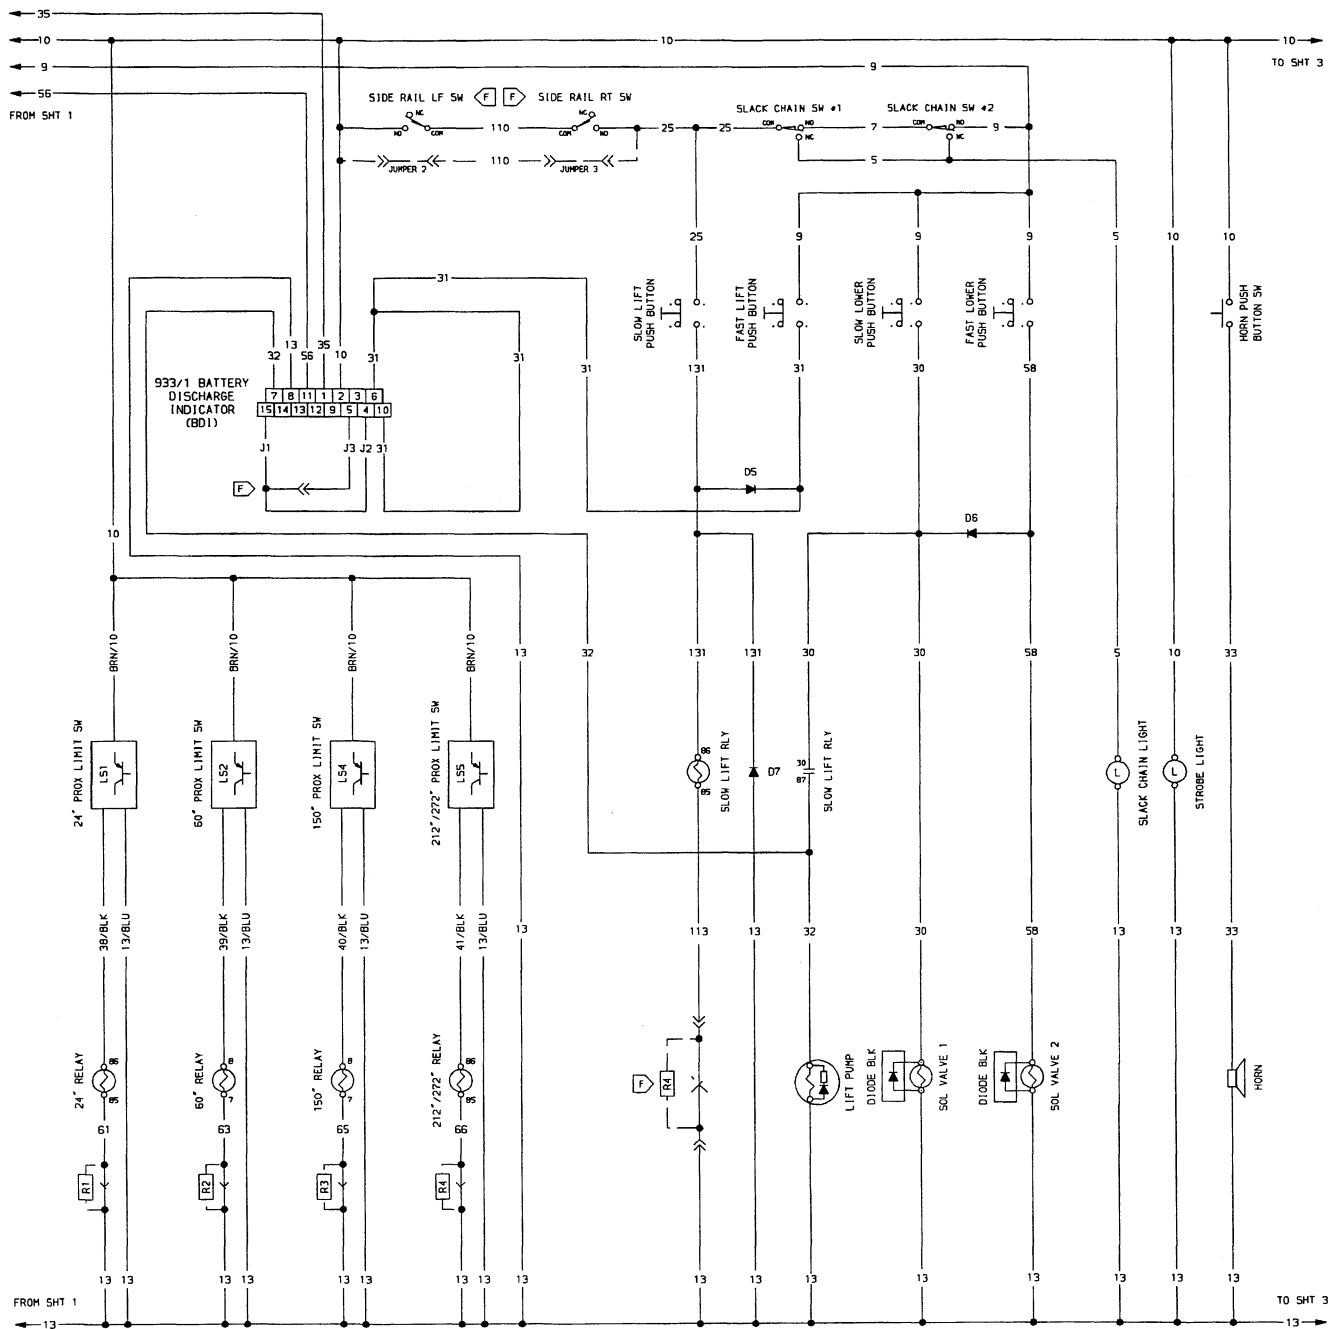 35
10 10 10
TO SHT 3
9 9
56
FROM SHT 1
SIDE RAIL LF SW F F SIDE RAIL RT SW
SLACK CHAIN SW #1 SLACK CHAIN SW #2
NC NC
NO COM 110 COM NO 25 25 COM NO 7 COM NO 9
NC NC
JUMPER 2 110 JUMPER 3 5
25 9 9 9 5 10 10
31
SLOW LIFT
PUSH BUTTON
FAST LIFT
PUSH BUTTON
SLOW LOWER
PUSH BUTTON
FAST LOWER
PUSH BUTTON
HORN PUSH
BUTTON SW
32 13 56 35 10 31 31 31 131 31 30 58
933/1 BATTERY
DISCHARGE
INDICATOR
(BDI)
7 8 11 1 2 3 6
15 14 13 12 9 5 4 10
J1 J3 J2 31
F
D5
D6
10
BRN/10 BRN/10 BRN/10 BRN/10 13 32 131 131 30 30 58 5 10 33
24" PROX LIMIT SW
LS1
60" PROX LIMIT SW
LS2
150" PROX LIMIT SW
LS4
212"/272" PROX LIMIT SW
LS5
86
85
SLOW LIFT RLY
D7
30
87
SLOW LIFT RLY
L
SLACK CHAIN LIGHT
L
STROBE LIGHT
38/BLK 13/BLU 39/BLK 13/BLU 40/BLK 13/BLU 41/BLK 13/BLU 13 113 13 32 30 58 13 13 33
24" RELAY
86
85
60" RELAY
8
7
150" RELAY
8
7
212"/272" RELAY
86
85
F R4
LIFT PUMP
DIODE BLK
SOL VALVE 1
DIODE BLK
SOL VALVE 2
HORN
61 63 65 66
R1 R2 R3 R4
13 13 13 13 13 13 13 13 13 13 13 13 13 13 13 13 13
FROM SHT 1
TO SHT 3
13 13